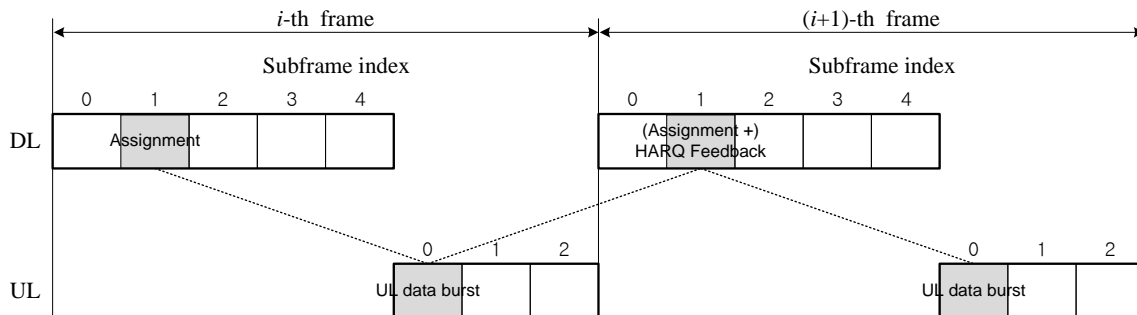 i-th frame
(i+1)-th frame
Subframe index
Subframe index
0 1 2 3 4
0 1 2 3 4
DL
Assignment
(Assignment +)
HARQ Feedback
0 1 2
0 1 2
UL
UL data burst
UL data burst